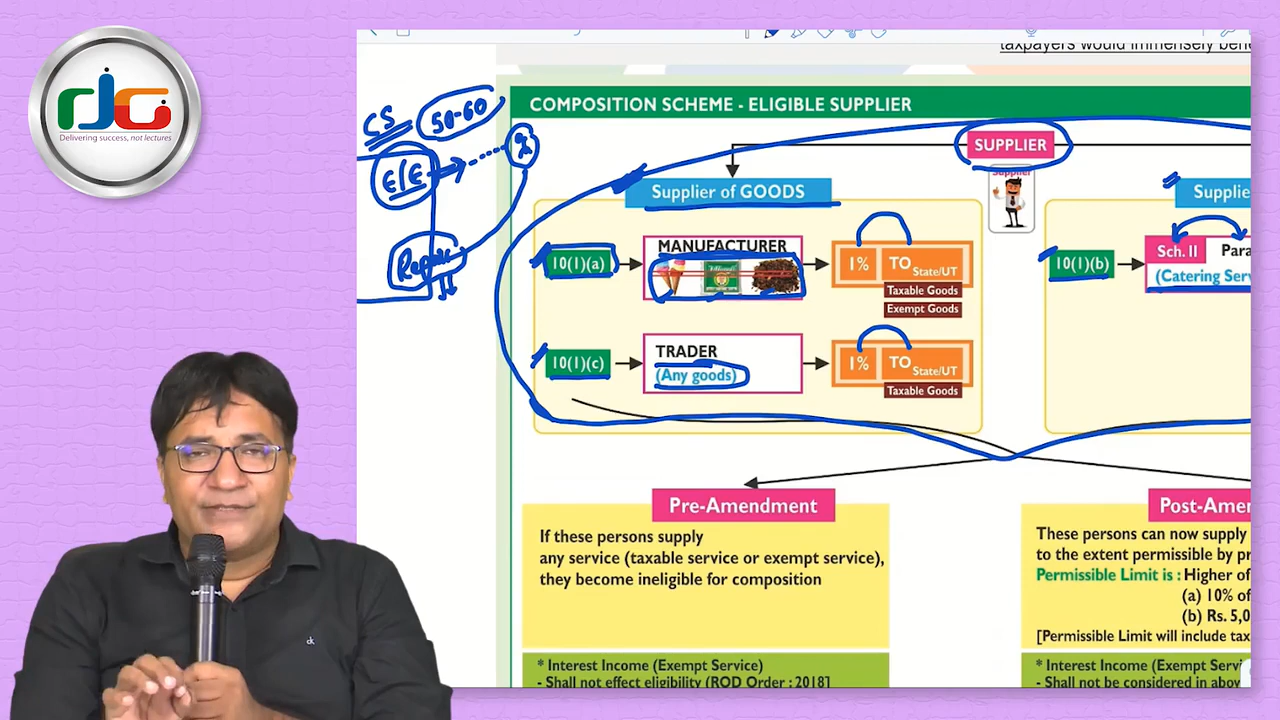 Delivering success, not lectures
taxpayers would immensely
COMPOSITION SCHEME - ELIGIBLE SUPPLIER
CS
50-60
E/E
SUPPLIER
Supplier
Supplier of GOODS
Supplie
10(1)(a)
MANUFACTURER
1%
TO State/UT
Taxable Goods
Exempt Goods
10(1)(b)
Sch. II
Para
(Catering Serv
10(1)(c)
TRADER
(Any goods)
1%
TO State/UT
Taxable Goods
Pre-Amendment
If these persons supply
any service (taxable service or exempt service),
they become ineligible for composition
* Interest Income (Exempt Service)
- Shall not effect eligibility (ROD Order : 2018]
Post-Amen
These persons can now supply
to the extent permissible by pr
Permissible Limit is : Higher of
(a) 10% of
(b) Rs. 5,0
[Permissible Limit will include tax
* Interest Income (Exempt Servi
- Shall not be considered in abov